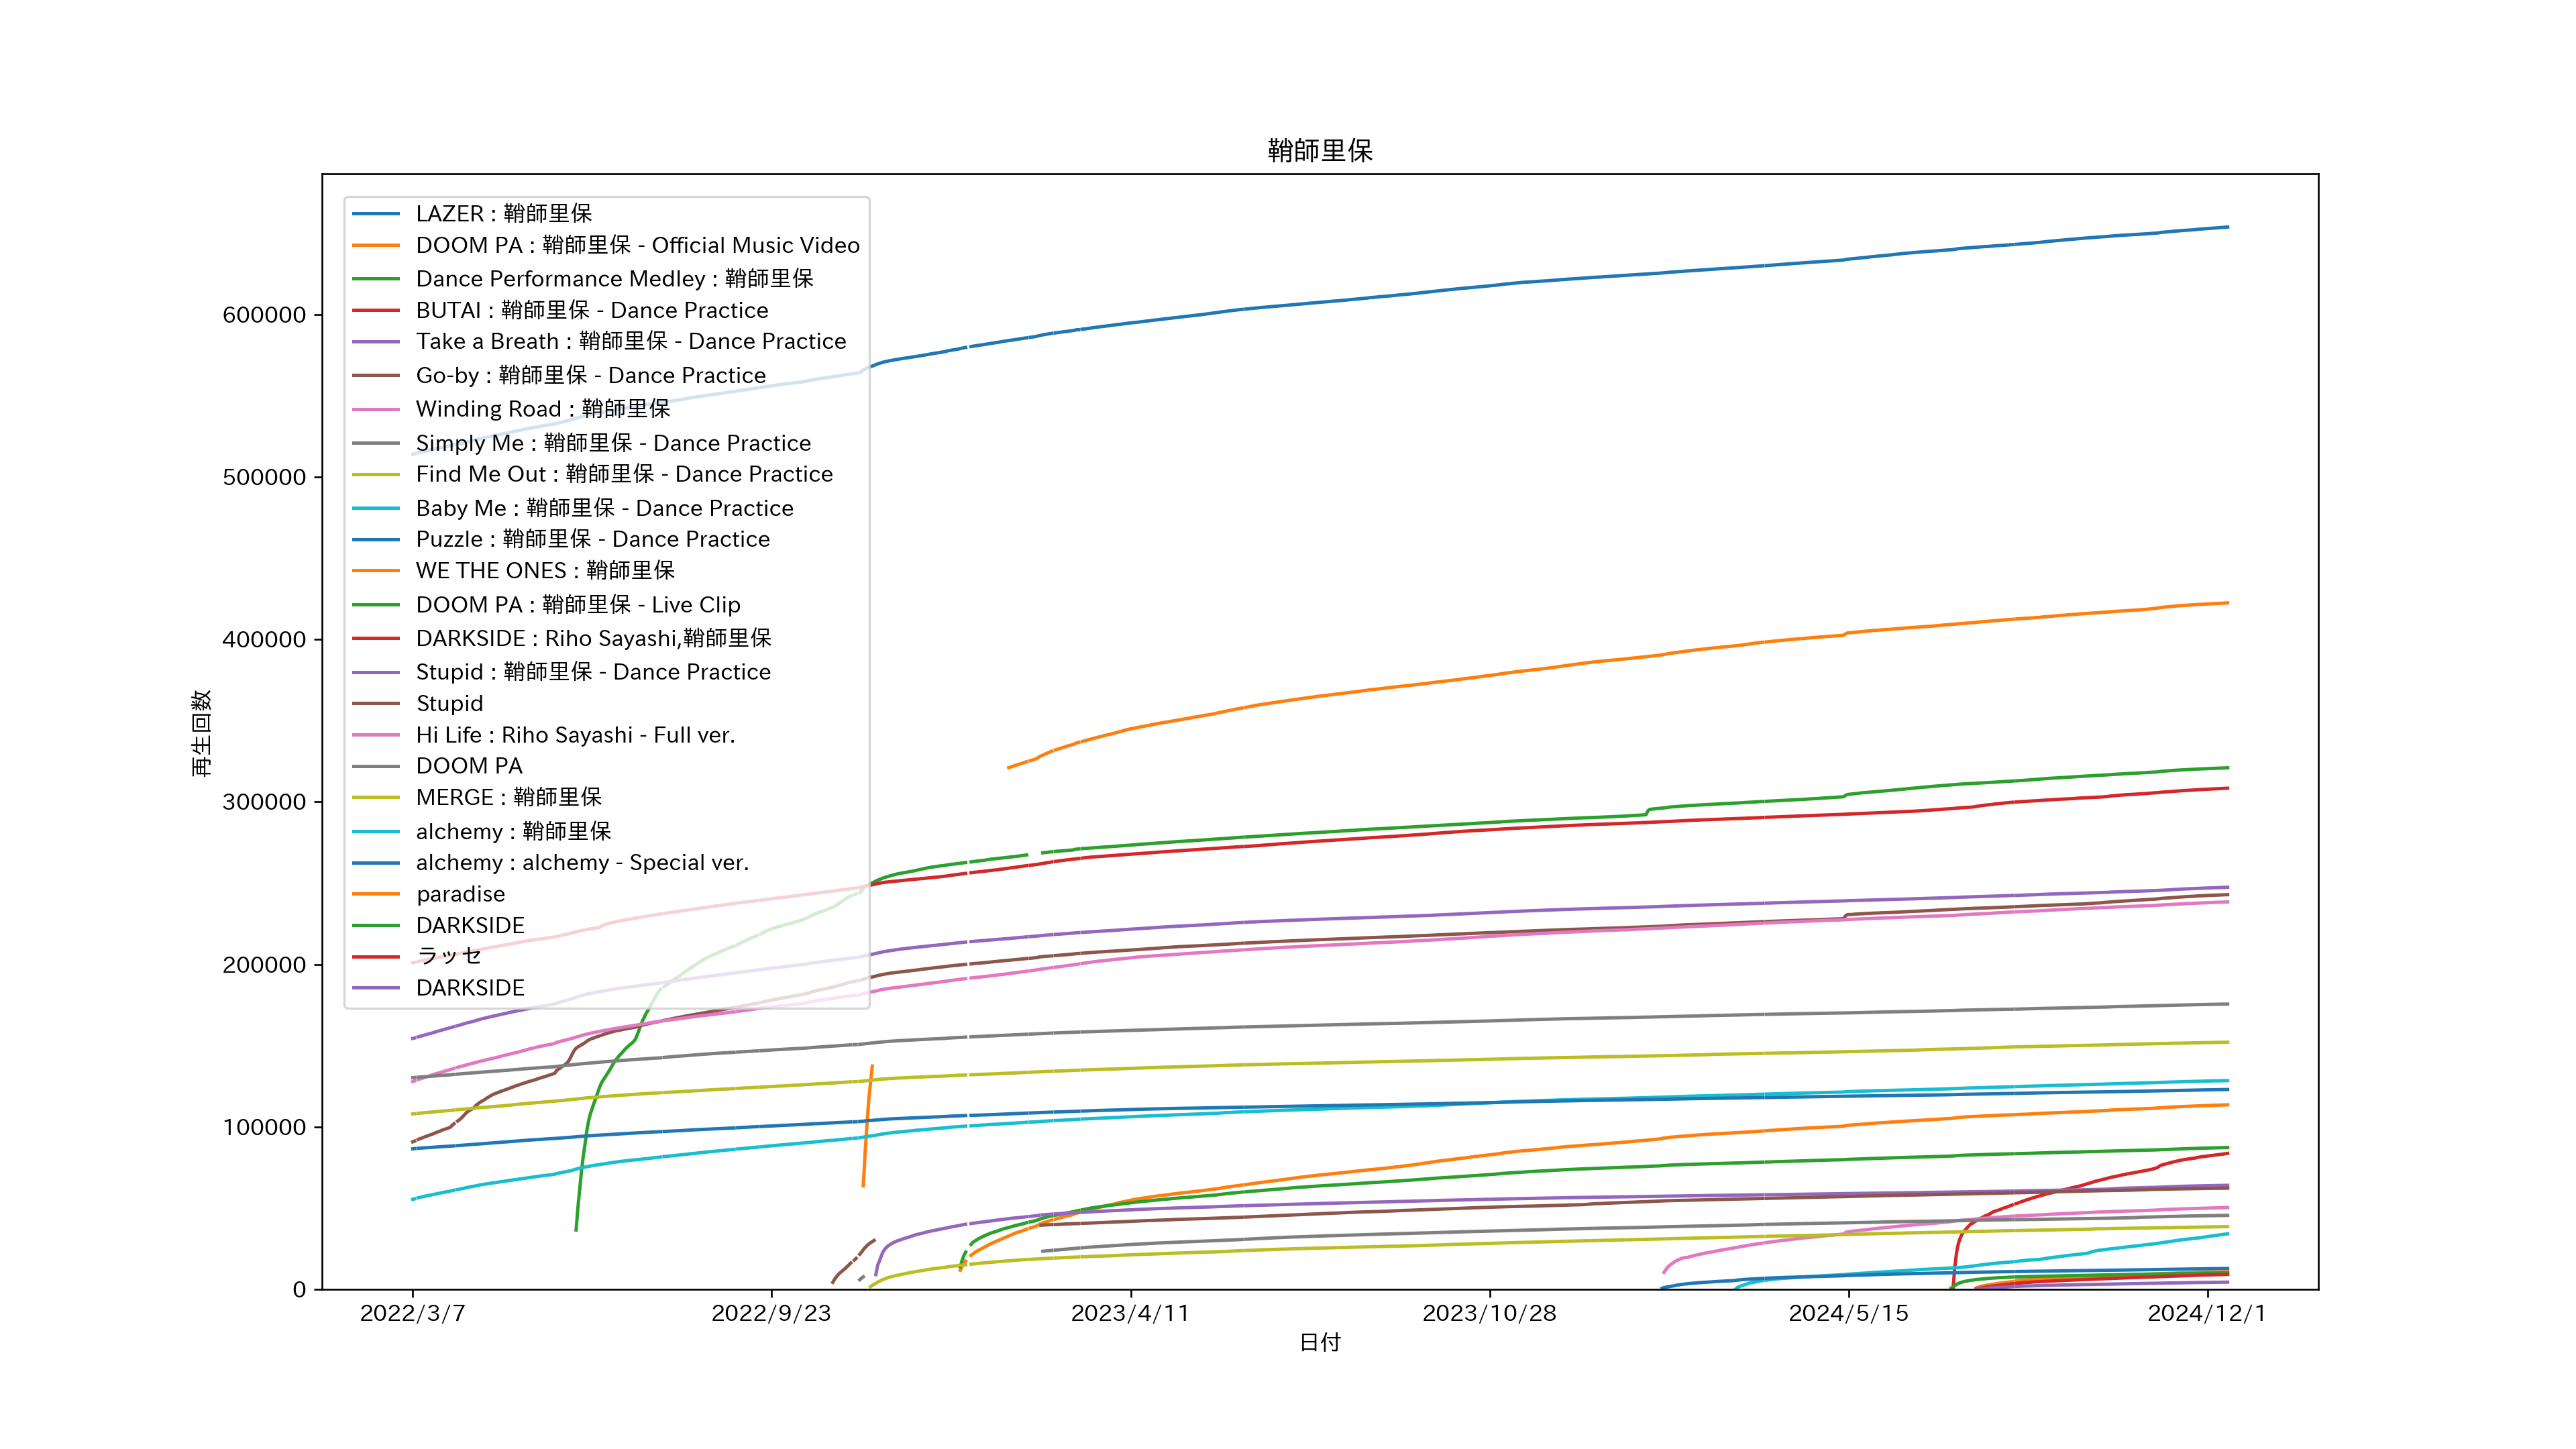 鞘師里保
LAZER : 鞘師里保
DOOM PA : 鞘師里保 - Official Music Video
Dance Performance Medley : 鞘師里保
BUTAI : 鞘師里保 - Dance Practice
Take a Breath : 鞘師里保 - Dance Practice
Go-by : 鞘師里保 - Dance Practice
Winding Road : 鞘師里保
Simply Me : 鞘師里保 - Dance Practice
Find Me Out : 鞘師里保 - Dance Practice
Baby Me : 鞘師里保 - Dance Practice
Puzzle : 鞘師里保 - Dance Practice
WE THE ONES : 鞘師里保
DOOM PA : 鞘師里保 - Live Clip
DARKSIDE : Riho Sayashi,鞘師里保
Stupid : 鞘師里保 - Dance Practice
Stupid
Hi Life : Riho Sayashi - Full ver.
DOOM PA
MERGE : 鞘師里保
alchemy : 鞘師里保
alchemy : alchemy - Special ver.
paradise
DARKSIDE
ラッセ
DARKSIDE
600000
500000
400000
300000
200000
100000
0
再生回数
2022/3/7 2022/9/23 2023/4/11 2023/10/28 2024/5/15 2024/12/1
日付